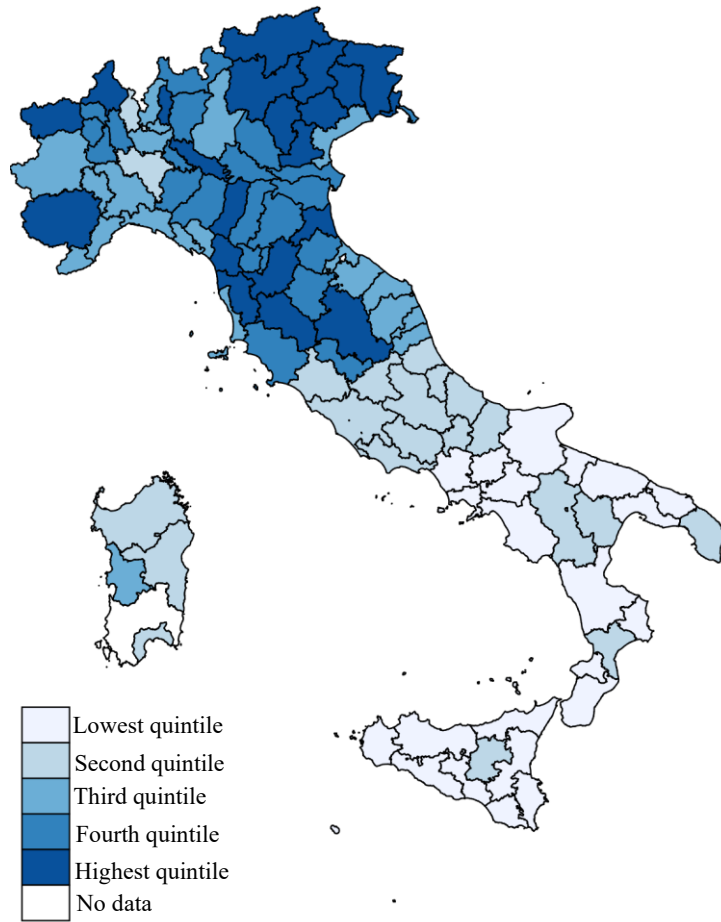 Lowest quintile
Second quintile
Third quintile
Fourth quintile
Highest quintile
No data